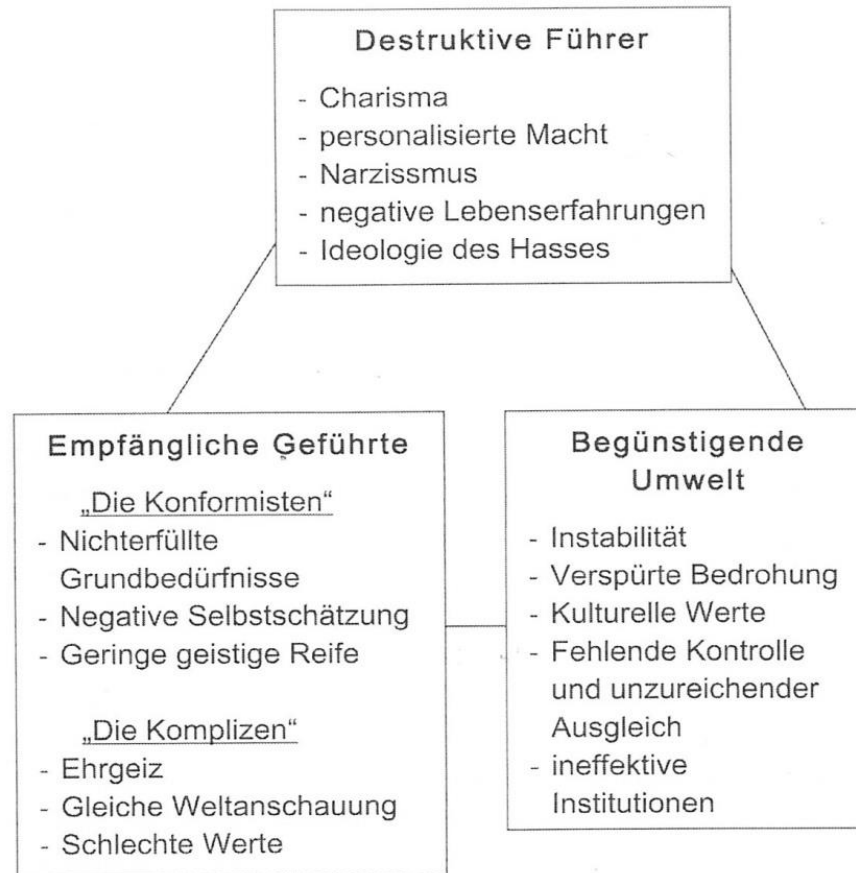 Destruktive Führer
- Charisma
- personalisierte Macht
- Narzissmus
- negative Lebenserfahrungen
- Ideologie des Hasses
Empfängliche Geführte
„Die Konformisten“
- Nichterfüllte
Grundbedürfnisse
- Negative Selbstschätzung
- Geringe geistige Reife
„Die Komplizen“
- Ehrgeiz
- Gleiche Weltanschauung
- Schlechte Werte
Begünstigende
Umwelt
- Instabilität
- Verspürte Bedrohung
- Kulturelle Werte
- Fehlende Kontrolle
und unzureichender
Ausgleich
- ineffektive
Institutionen